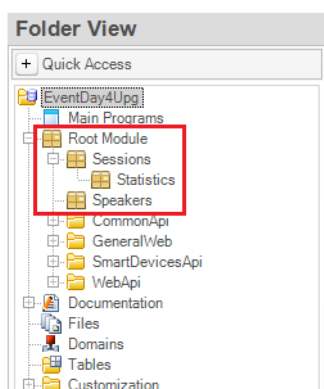 Folder View
+ Quick Access
EventDay4Upg
Main Programs
Root Module
Sessions
Statistics
Speakers
CommonApi
GeneralWeb
SmartDevicesApi
WebApi
Documentation
Files
Domains
Tables
Customization